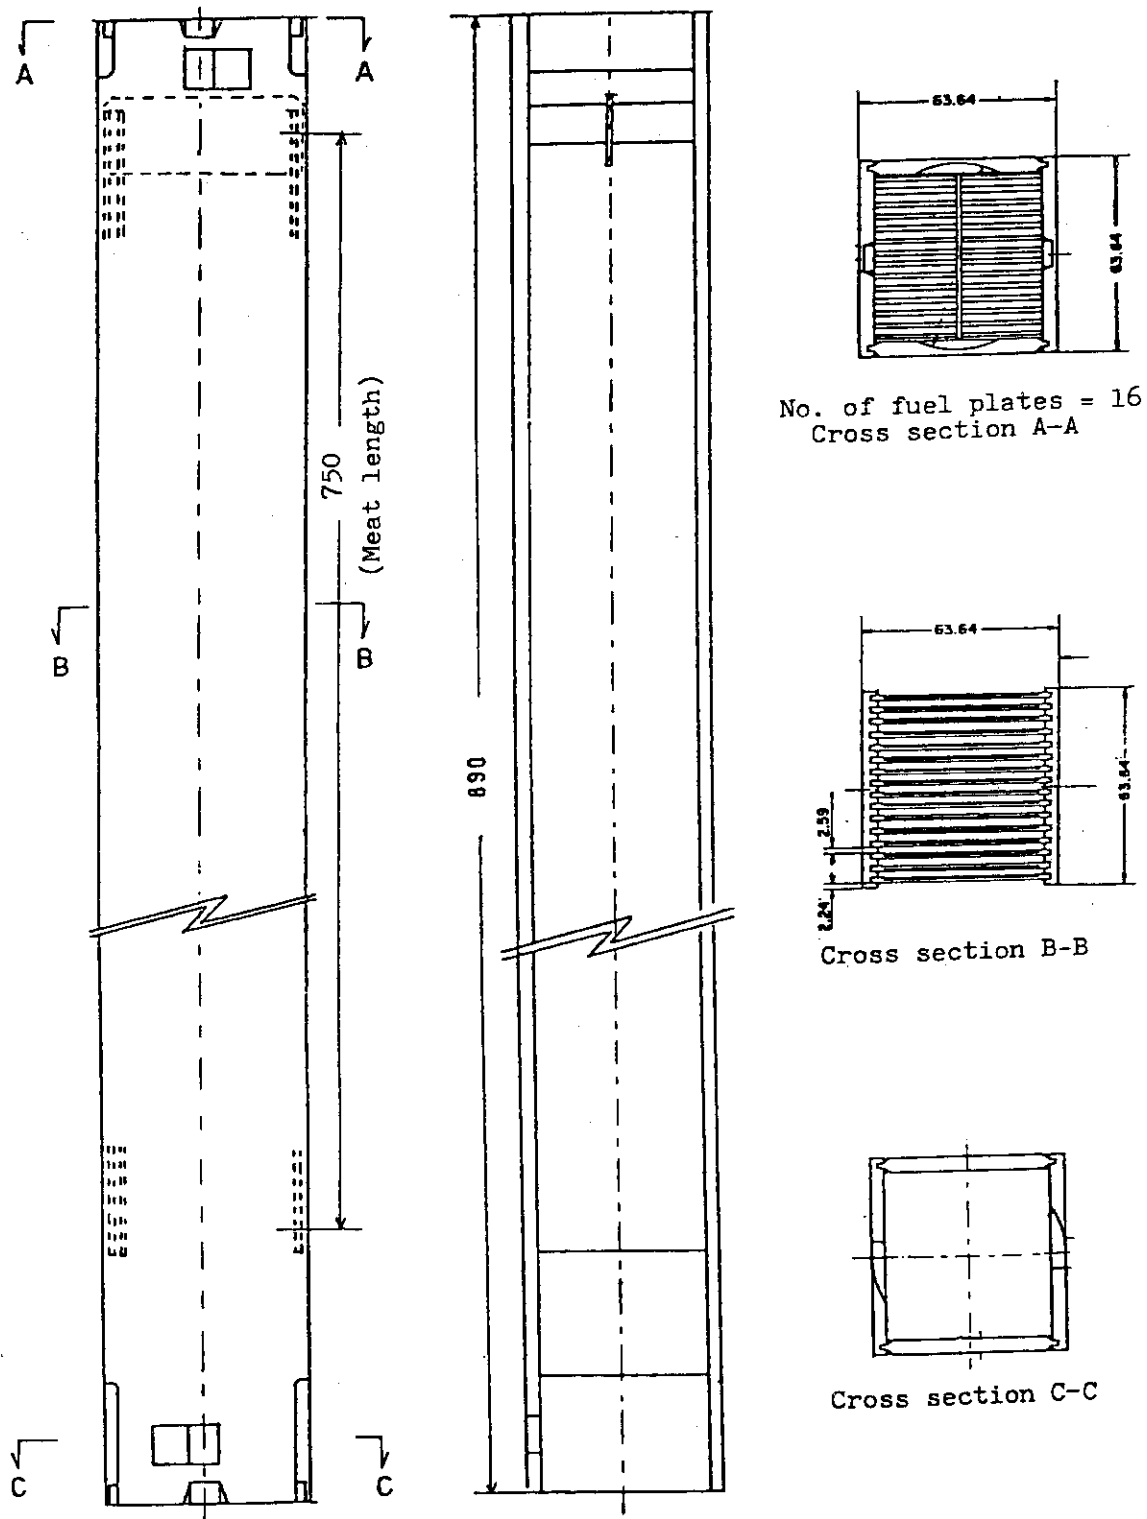 A
A
63.64
63.64
No. of fuel plates = 16
Cross section A-A
750
(Meat length)
B
B
890
63.64
63.64
2.59
2.24
Cross section B-B
Cross section C-C
C
C